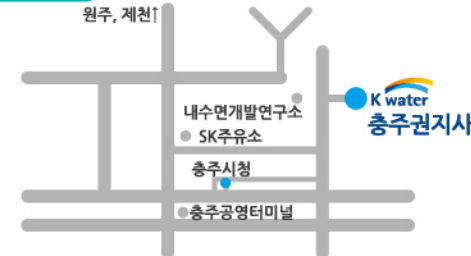 원주, 제천↑
K water
충주권지사
내수면개발연구소
SK주유소
충주시청
충주공영터미널